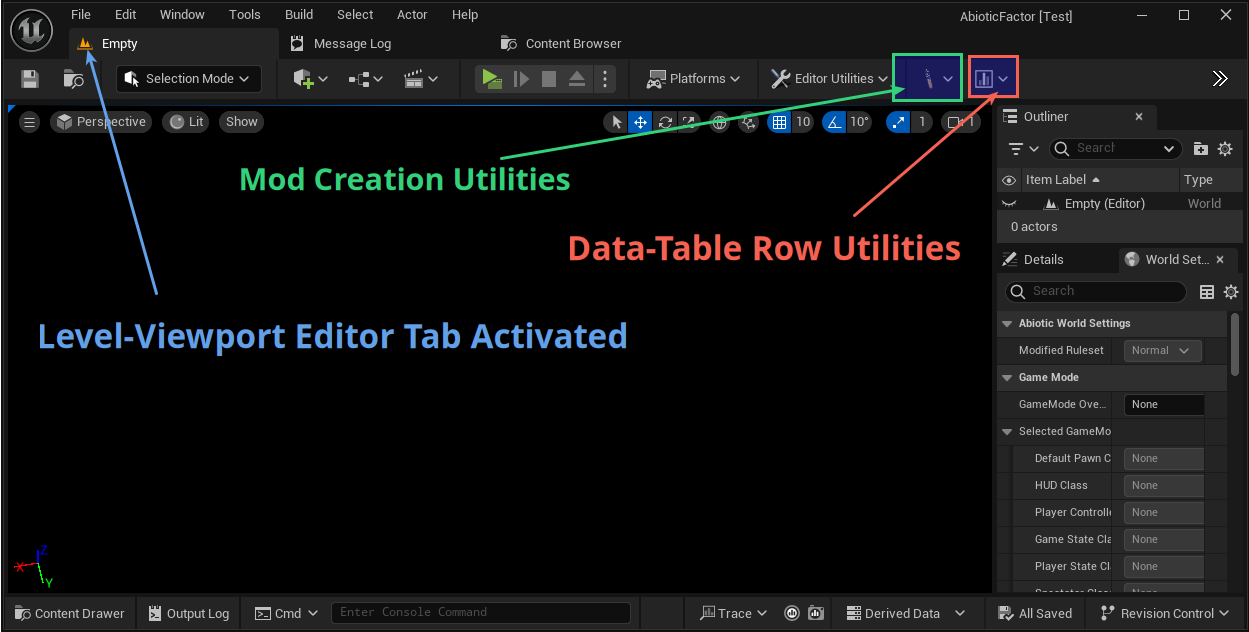 File Edit Window Tools Build Select Actor Help
AbioticFactor [Test]
Empty
Message Log
Content Browser
Selection Mode
Platforms
Editor Utilities
Perspective
Lit
Show
10
10°
1
1
Mod Creation Utilities
Data-Table Row Utilities
Level-Viewport Editor Tab Activated
Outliner
Search
Item Label
Type
Empty (Editor)
World
0 actors
Details
World Set...
Search
Abiotic World Settings
Modified Ruleset
Normal
Game Mode
GameMode Ove...
None
Selected GameMo
Default Pawn C
None
HUD Class
None
Player Controlle
None
Game State Cla
None
Player State Cl
None
Spectator Class
None
X
Y
Z
Content Drawer
Output Log
Cmd
Enter Console Command
Trace
Derived Data
All Saved
Revision Control